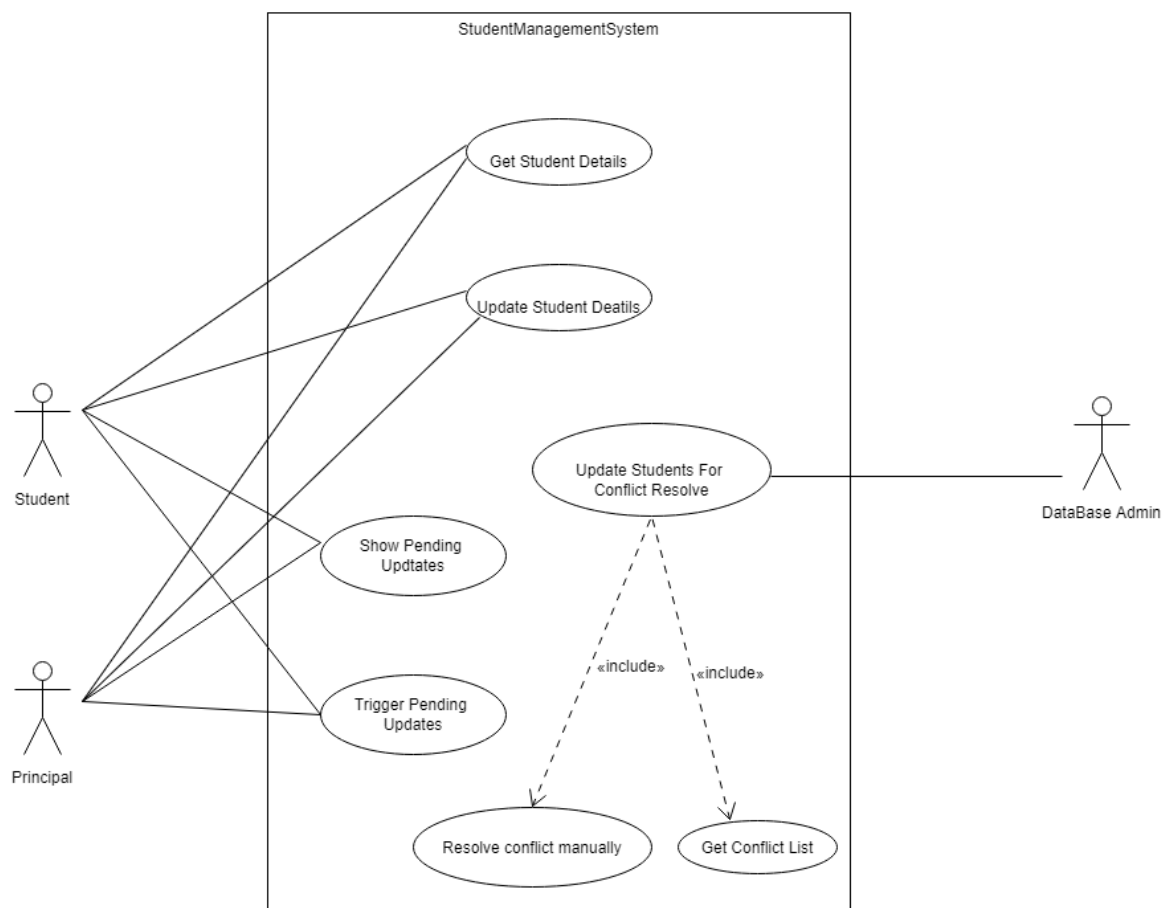 StudentManagementSystem
Get Student Details
Update Student Deatils
Student
Update Students For
Conflict Resolve
DataBase Admin
Show Pending
Updtates
«include»
«include»
Trigger Pending
Updates
Principal
Resolve conflict manually
Get Conflict List